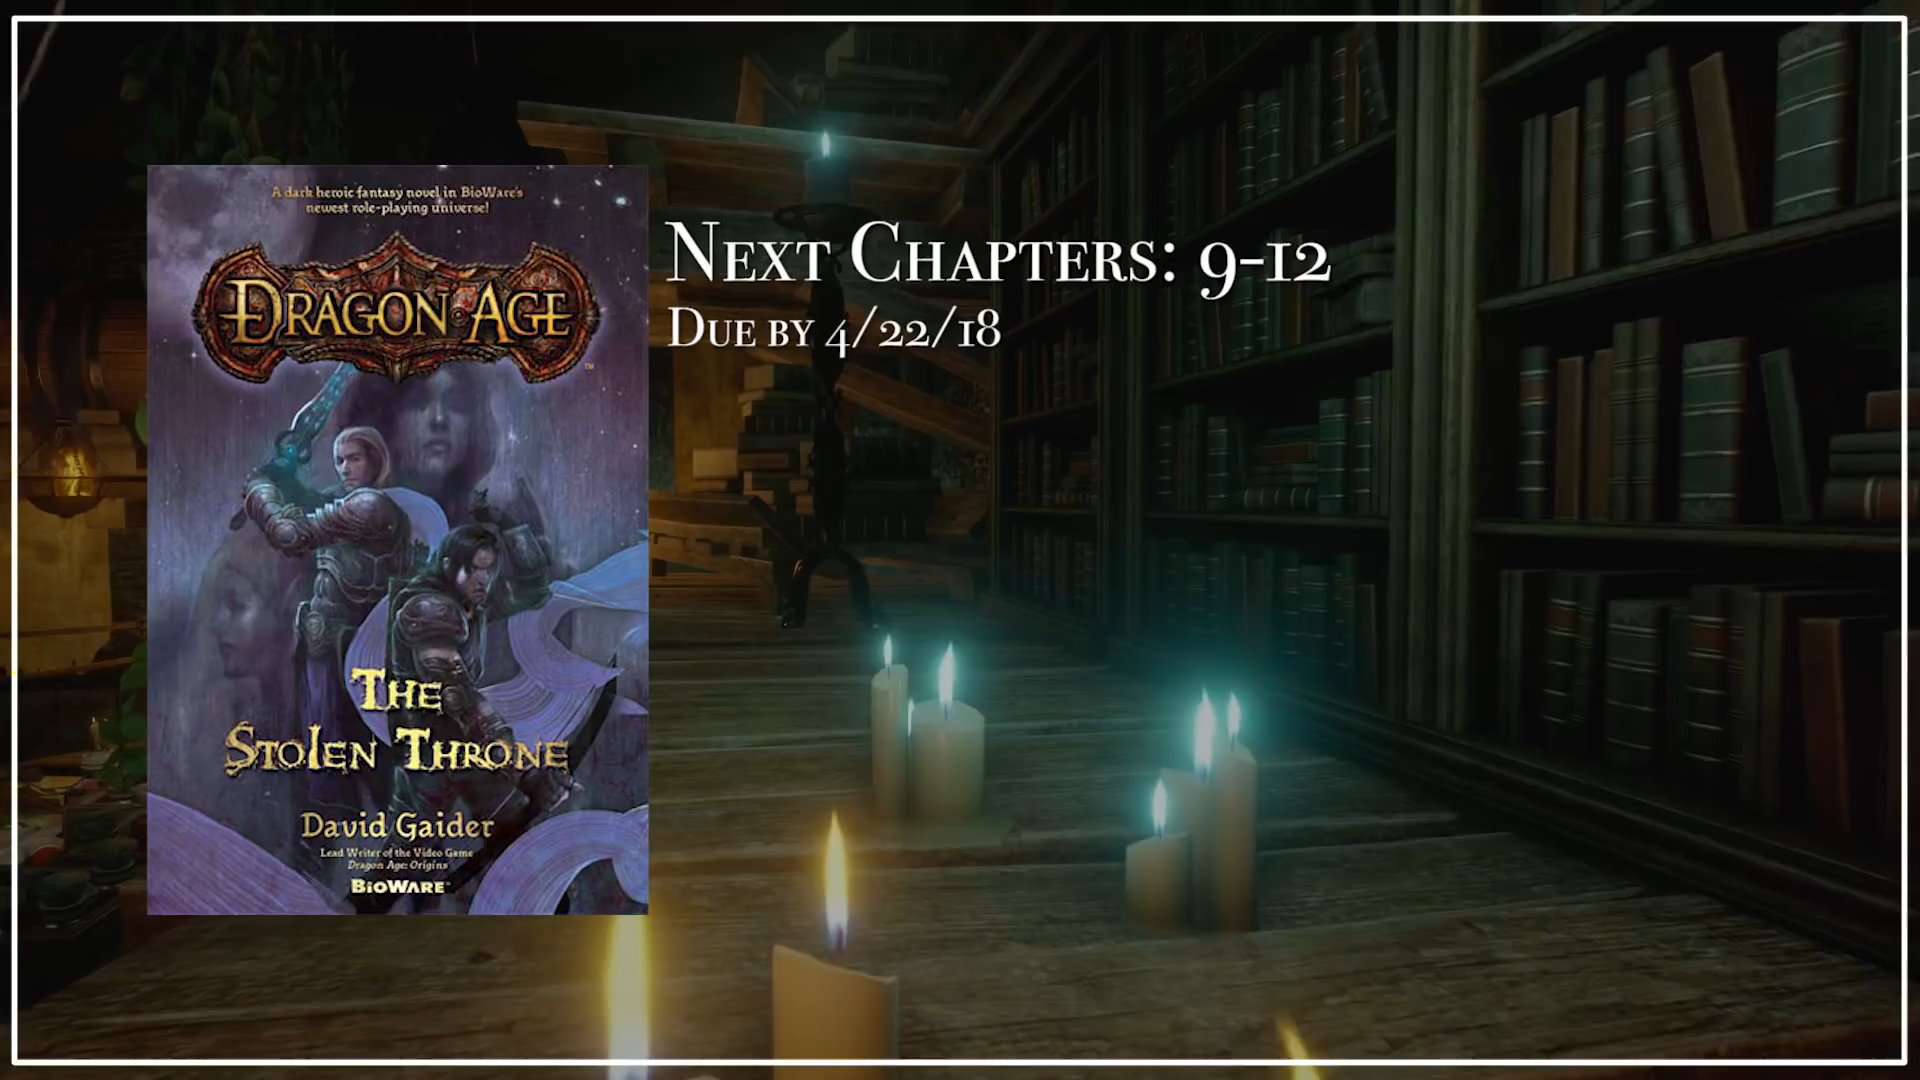 A dark heroic fantasy novel in BioWare's
newest role-playing universe!
DRAGON AGE
TM
THE
STOLEN THRONE
David Gaider
Lead Writer of the Video Game
Dragon Age: Origins
BIOWARE
NEXT CHAPTERS: 9-12
DUE BY 4/22/18